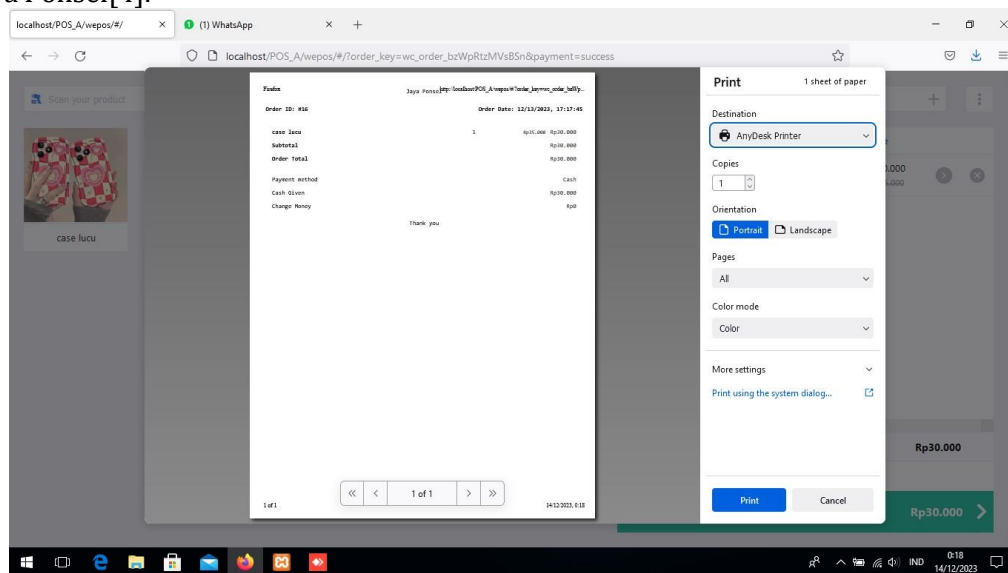 a Ponsel[4].
localhost/POS_A/wepos/#/
(1) WhatsApp
localhost/POS_A/wepos/#/?order_key=wc_order_bzWpRtzMVsBSn&payment=success
Scan your product
case lucu
Firefox
Jaya Ponsel
Order ID: #16 Order Date: 12/13/2023, 17:17:45
case lucu 1 Rp35.000 Rp30.000
Subtotal Rp30.000
Order Total Rp30.000
Payment method Cash
Cash Given Rp30.000
Change Money Rp0
Thank you
1 of 1 14/12/2023, 0:18
1 of 1
Print 1 sheet of paper
Destination
AnyDesk Printer
Copies
1
Orientation
Portrait Landscape
Pages
All
Color mode
Color
More settings
Print using the system dialog...
Print Cancel
Rp30.000
Rp30.000
IND 0:18
14/12/2023